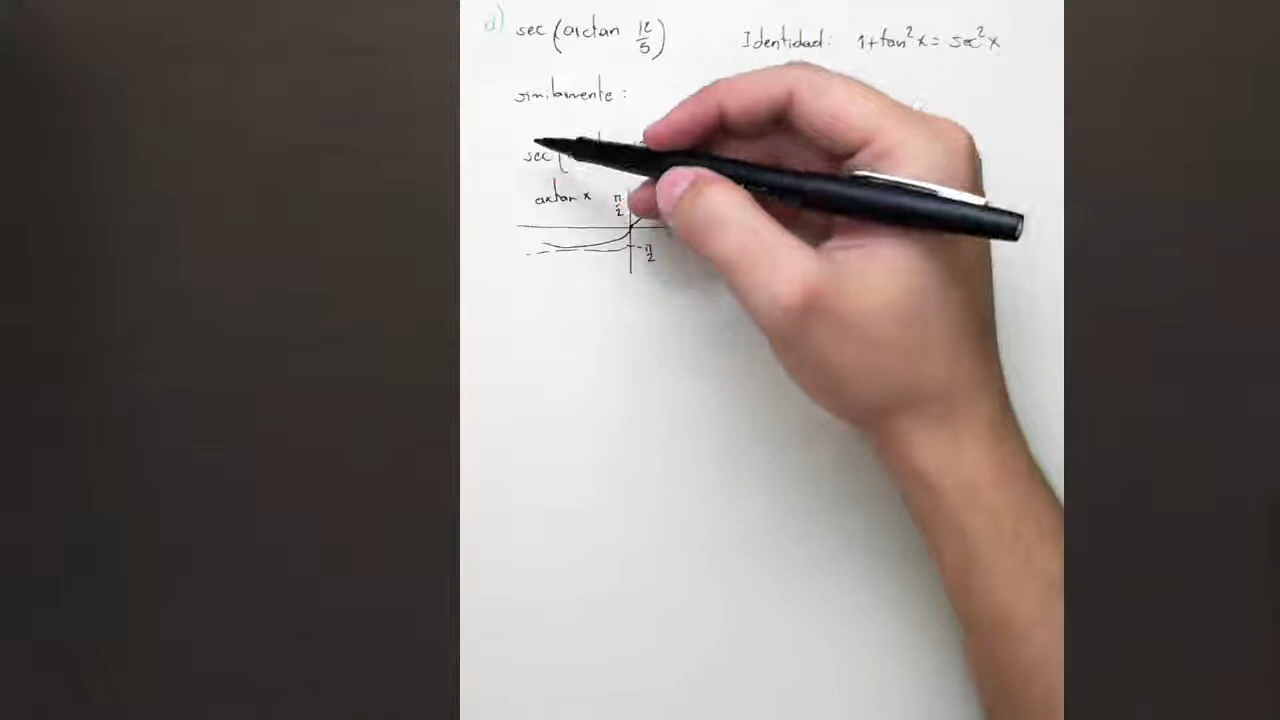 d) sec (arctan 12/5)
Identidad: 1+tan²x = sec²x
similarmente:
sec (
arctan x
π/2
-π/2